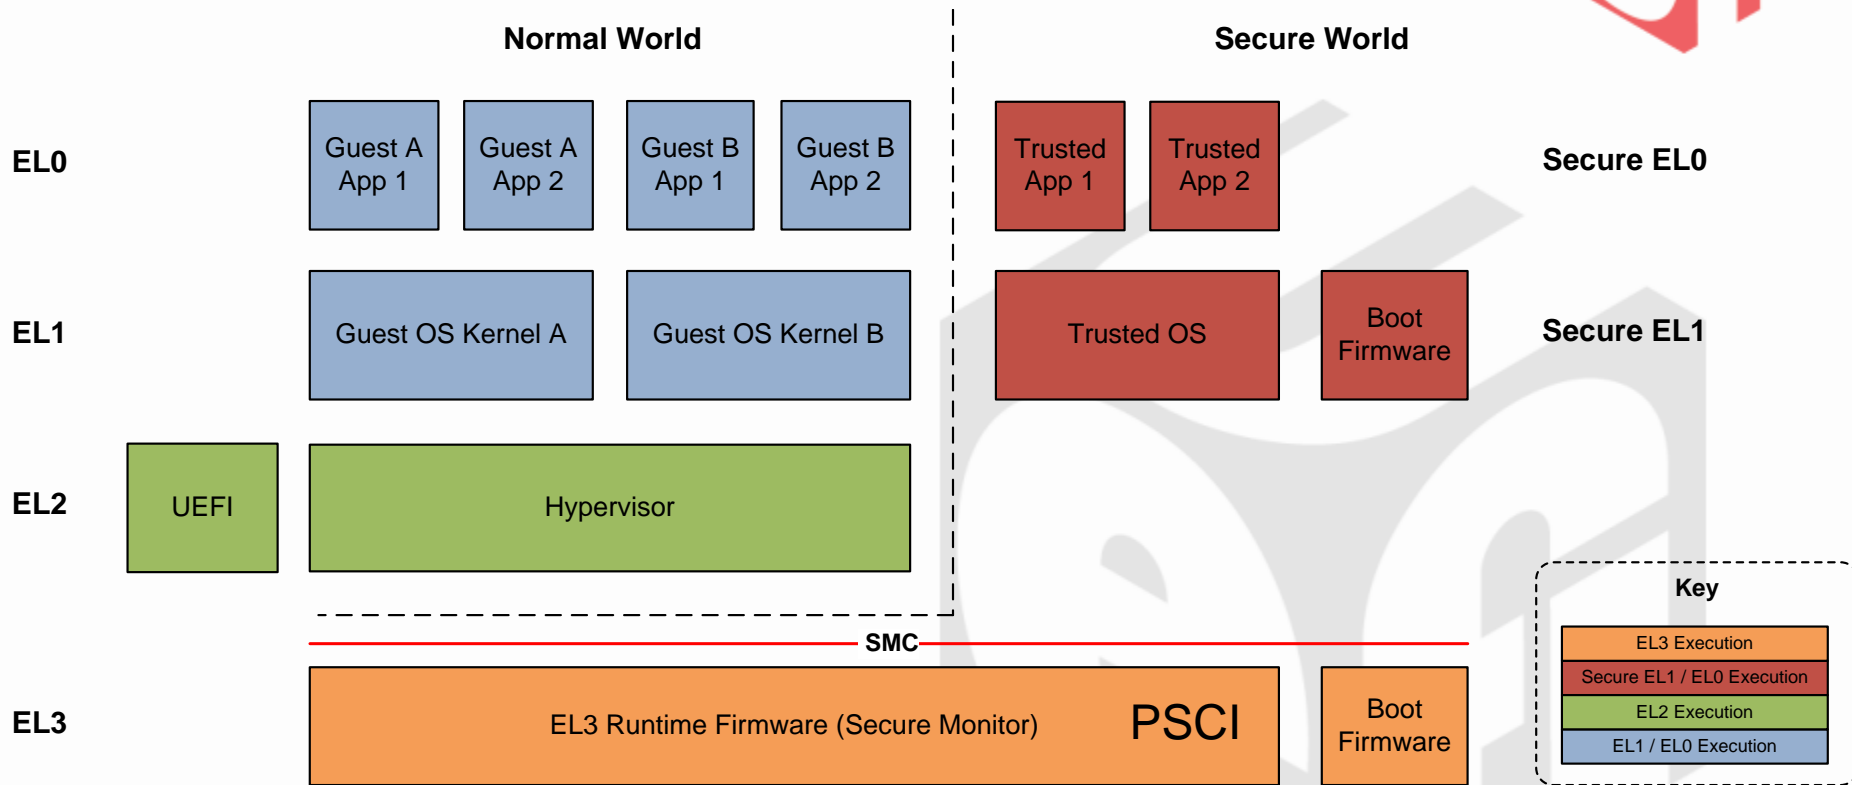 Normal World
Secure World
EL0
Guest A
App 1
Guest A
App 2
Guest B
App 1
Guest B
App 2
Trusted
App 1
Trusted
App 2
Secure EL0
EL1
Guest OS Kernel A
Guest OS Kernel B
Trusted OS
Boot
Firmware
Secure EL1
EL2
UEFI
Hypervisor
SMC
EL3
EL3 Runtime Firmware (Secure Monitor)
PSCI
Boot
Firmware
Key
EL3 Execution
Secure EL1 / EL0 Execution
EL2 Execution
EL1 / EL0 Execution